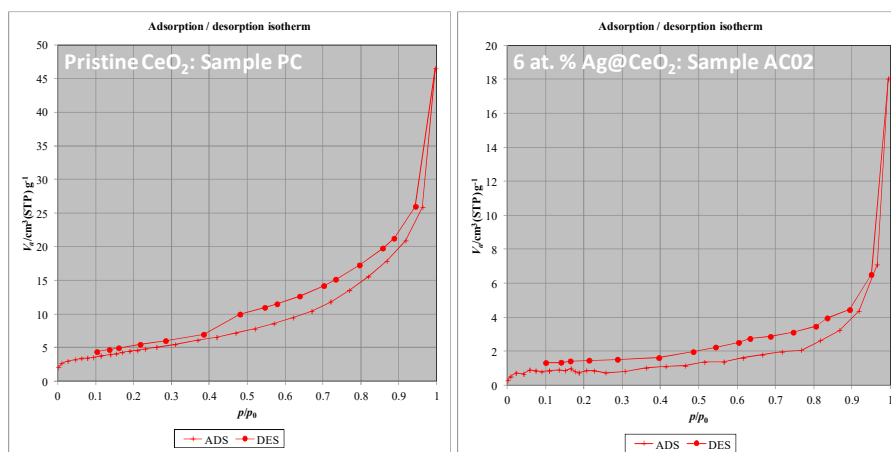 Adsorption / desorption isotherm
Pristine CeO₂: Sample PC
50
45
40
35
30
25
20
15
10
5
0
Vₐ/cm³(STP) g⁻¹
0 0.1 0.2 0.3 0.4 0.5 0.6 0.7 0.8 0.9 1
p/p₀
ADS DES
Adsorption / desorption isotherm
6 at. % Ag@CeO₂: Sample AC02
20
18
16
14
12
10
8
6
4
2
0
Vₐ/cm³(STP) g⁻¹
0 0.1 0.2 0.3 0.4 0.5 0.6 0.7 0.8 0.9 1
p/p₀
ADS DES